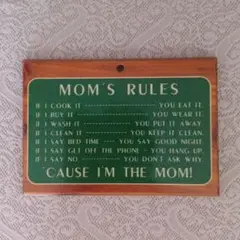 MOM'S RULES
IF I COOK IT ---------------- YOU EAT IT.
IF I BUY IT ---------------- YOU WEAR IT.
IF I WASH IT ----------- YOU PUT IT AWAY.
IF I CLEAN IT --------- YOU KEEP IT CLEAN.
IF I SAY BED TIME --- YOU SAY GOOD NIGHT.
IF I SAY GET OFF THE PHONE - YOU HANG UP.
IF I SAY NO --------- YOU DON'T ASK WHY
'CAUSE I'M THE MOM!